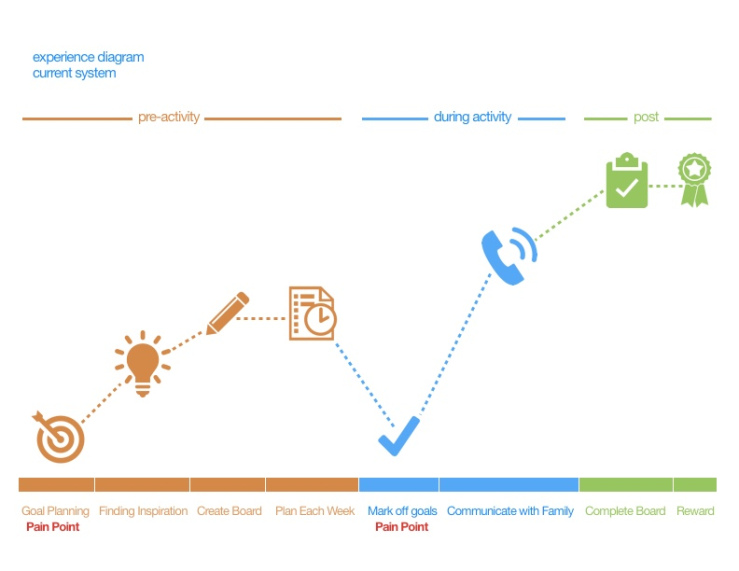 experience diagram
current system
pre-activity
during activity
post
Goal Planning
Pain Point
Finding Inspiration
Create Board
Plan Each Week
Mark off goals
Pain Point
Communicate with Family
Complete Board
Reward